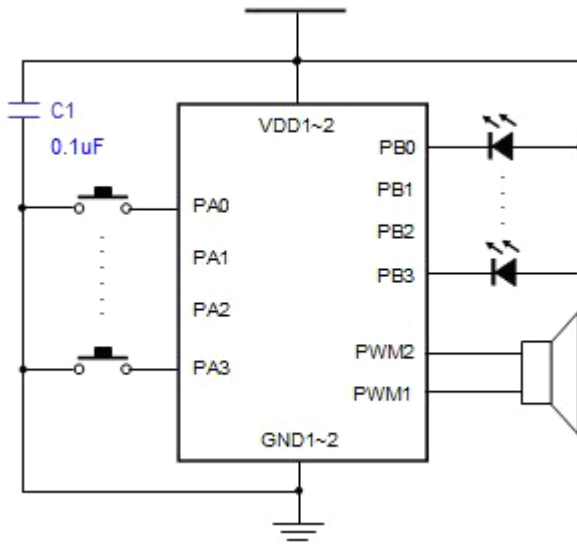 C1
0.1uF
VDD1~2
PB0
PB1
PB2
PB3
PA0
PA1
PA2
PA3
PWM2
PWM1
GND1~2